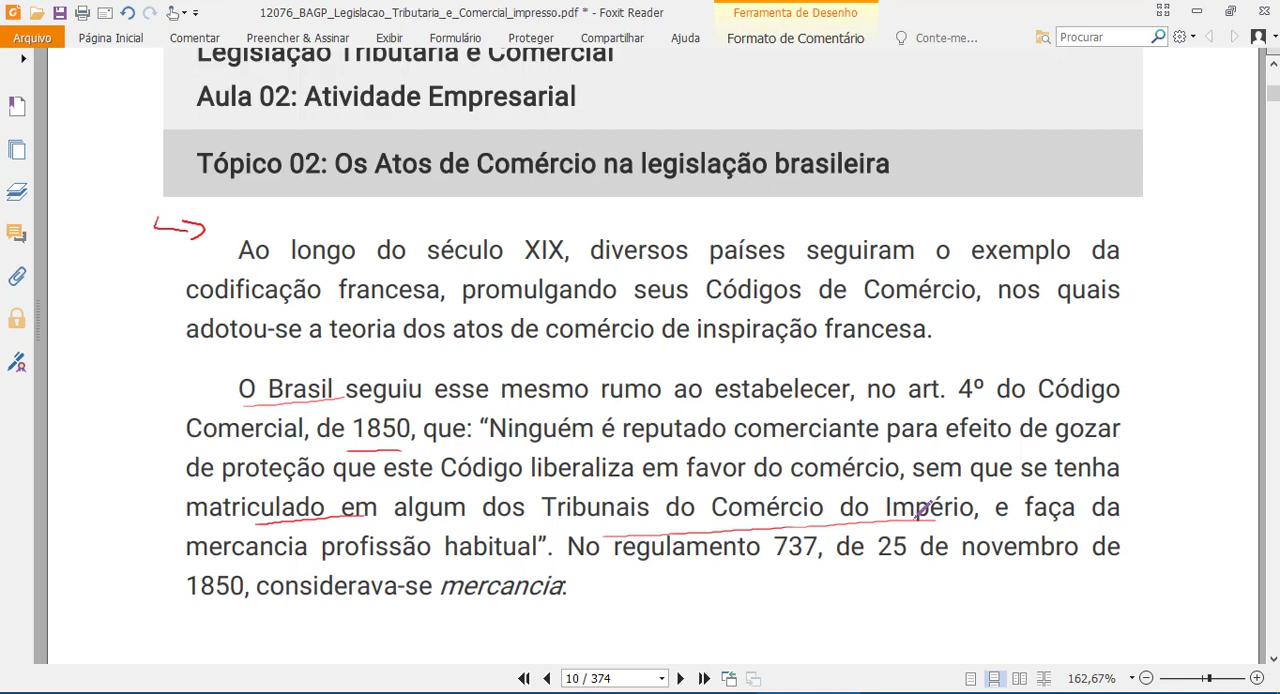 12076_BAGP_Legislacao_Tributaria_e_Comercial_impresso.pdf * - Foxit Reader
Ferramenta de Desenho
Arquivo
Página Inicial
Comentar
Preencher & Assinar
Exibir
Formulário
Proteger
Compartilhar
Ajuda
Formato de Comentário
Conte-me...
Procurar
Legislação Tributária e Comercial
Aula 02: Atividade Empresarial
Tópico 02: Os Atos de Comércio na legislação brasileira
Ao longo do século XIX, diversos países seguiram o exemplo da
codificação francesa, promulgando seus Códigos de Comércio, nos quais
adotou-se a teoria dos atos de comércio de inspiração francesa.
O Brasil seguiu esse mesmo rumo ao estabelecer, no art. 4º do Código
Comercial, de 1850, que: “Ninguém é reputado comerciante para efeito de gozar
de proteção que este Código liberaliza em favor do comércio, sem que se tenha
matriculado em algum dos Tribunais do Comércio do Império, e faça da
mercancia profissão habitual”. No regulamento 737, de 25 de novembro de
1850, considerava-se mercancia:
10 / 374
162,67%